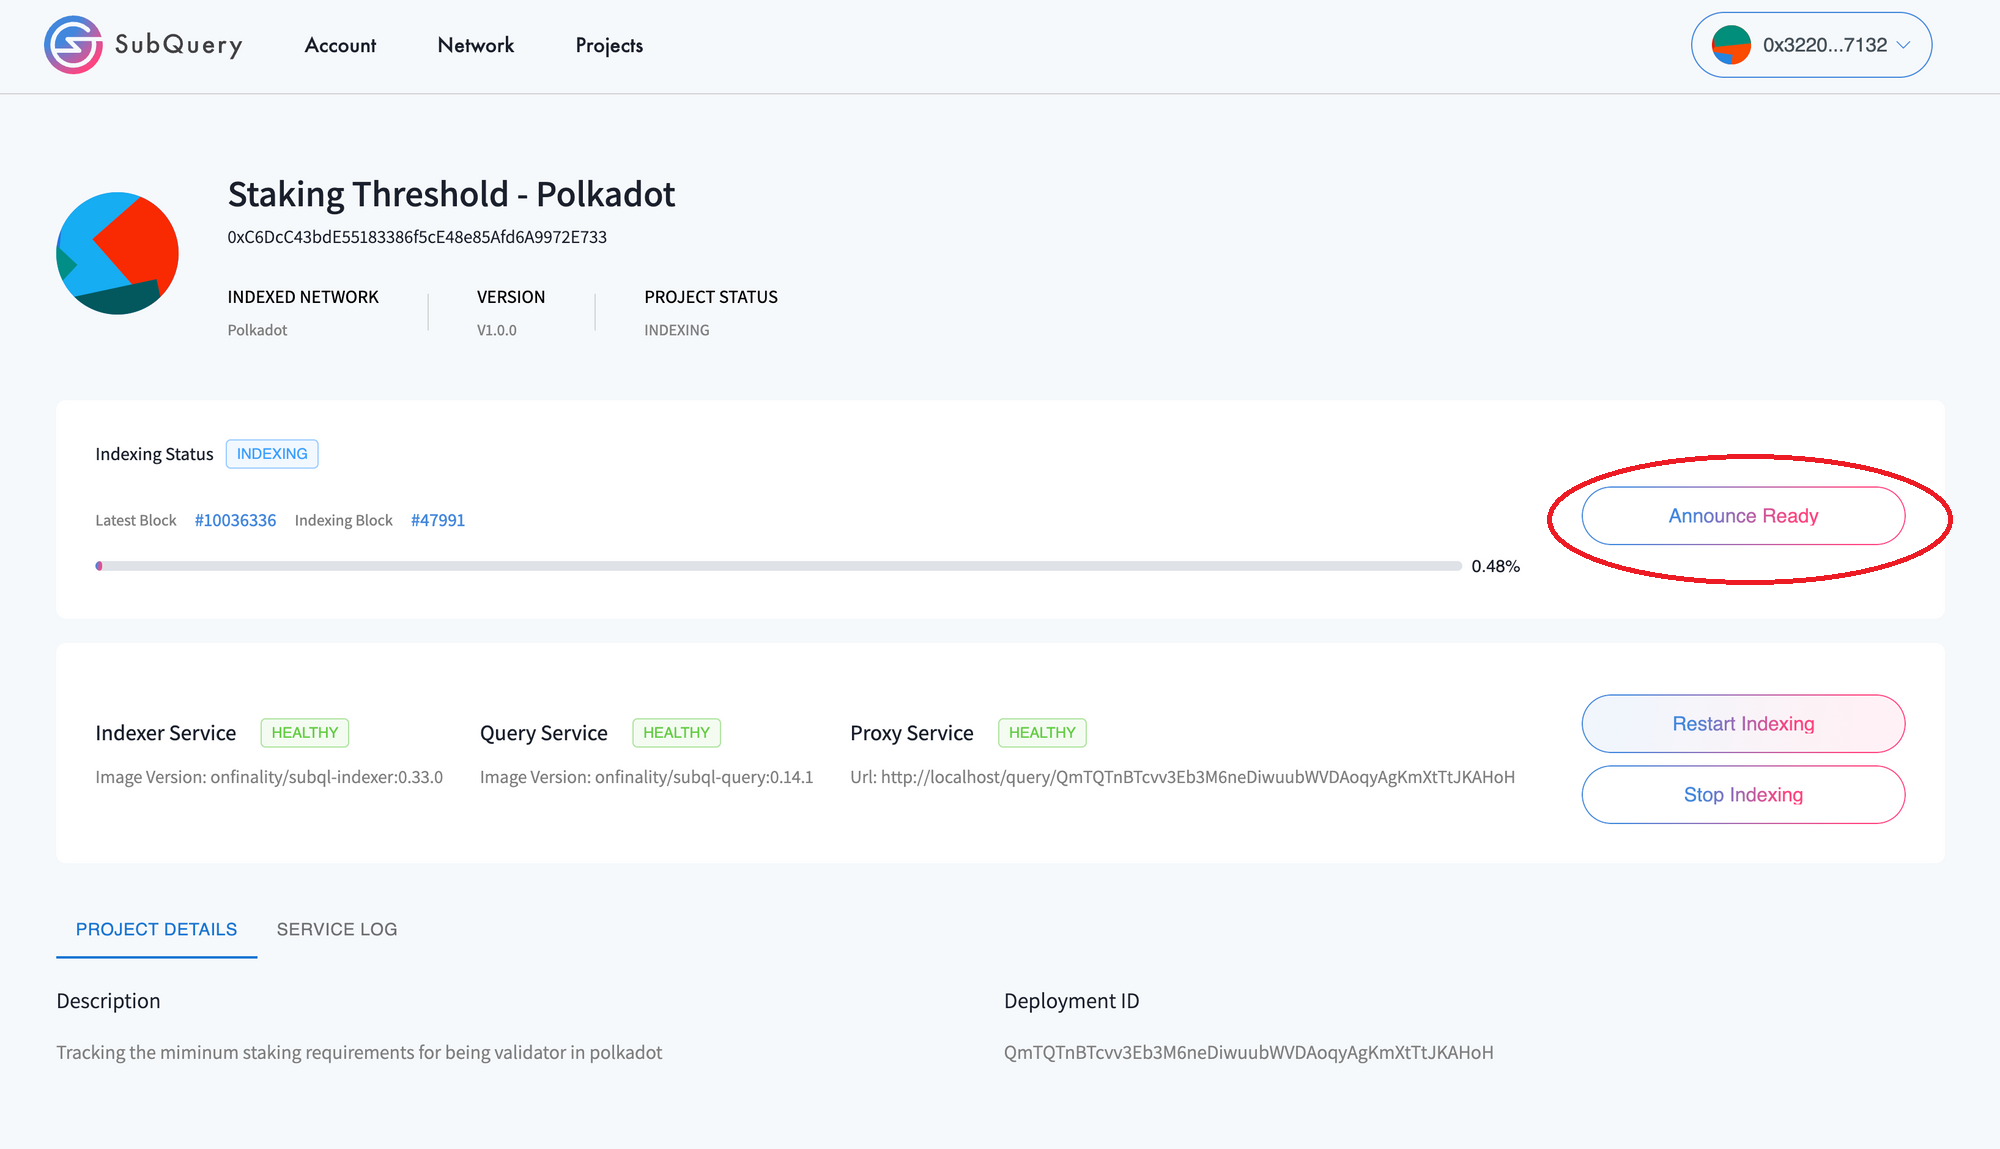 SubQuery
Account
Network
Projects
0x3220...7132
Staking Threshold - Polkadot
0xC6DcC43bdE55183386f5cE48e85Afd6A9972E733
INDEXED NETWORK
VERSION
PROJECT STATUS
Polkadot
V1.0.0
INDEXING
Indexing Status
INDEXING
Latest Block #10036336 Indexing Block #47991
Announce Ready
0.48%
Indexer Service
HEALTHY
Query Service
HEALTHY
Proxy Service
HEALTHY
Image Version: onfinality/subql-indexer:0.33.0
Image Version: onfinality/subql-query:0.14.1
Url: http://localhost/query/QmTQTnBTcvv3Eb3M6neDiwuubWVDAoqyAgKmXtTtJKAHoH
Restart Indexing
Stop Indexing
PROJECT DETAILS
SERVICE LOG
Description
Deployment ID
Tracking the miminum staking requirements for being validator in polkadot
QmTQTnBTcvv3Eb3M6neDiwuubWVDAoqyAgKmXtTtJKAHoH